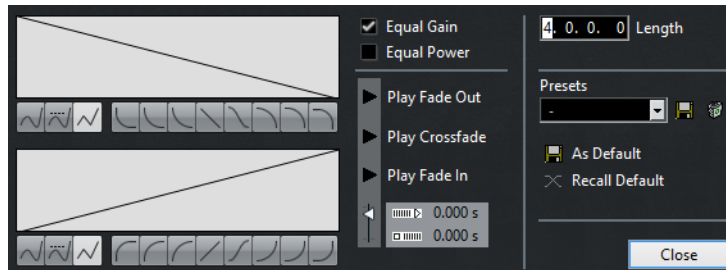 Equal Gain
Equal Power
Play Fade Out
Play Crossfade
Play Fade In
0.000 s
0.000 s
4. 0. 0. 0 Length
Presets
-
As Default
Recall Default
Close